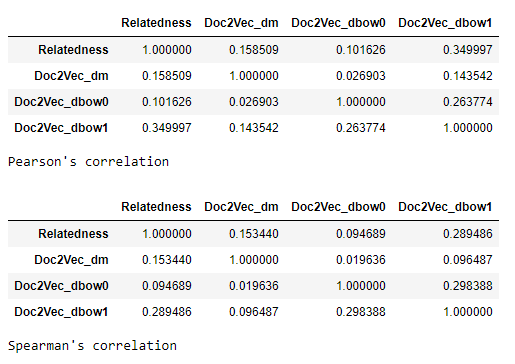 Relatedness Doc2Vec_dm Doc2Vec_dbow0 Doc2Vec_dbow1
Relatedness 1.000000 0.158509 0.101626 0.349997
Doc2Vec_dm 0.158509 1.000000 0.026903 0.143542
Doc2Vec_dbow0 0.101626 0.026903 1.000000 0.263774
Doc2Vec_dbow1 0.349997 0.143542 0.263774 1.000000
Pearson's correlation
Relatedness Doc2Vec_dm Doc2Vec_dbow0 Doc2Vec_dbow1
Relatedness 1.000000 0.153440 0.094689 0.289486
Doc2Vec_dm 0.153440 1.000000 0.019636 0.096487
Doc2Vec_dbow0 0.094689 0.019636 1.000000 0.298388
Doc2Vec_dbow1 0.289486 0.096487 0.298388 1.000000
Spearman's correlation